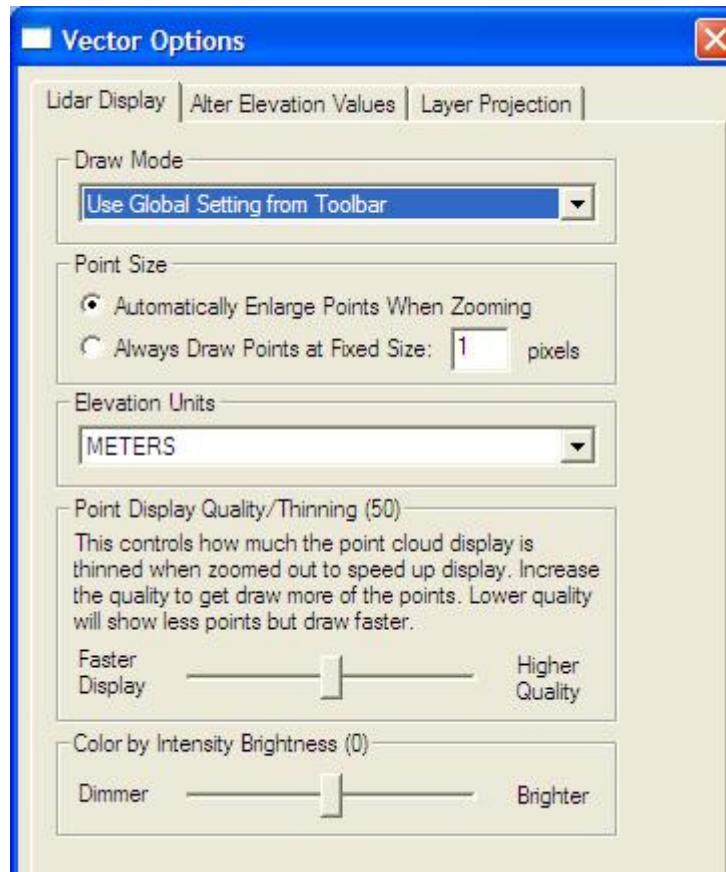 Vector Options
Lidar Display
Alter Elevation Values
Layer Projection
Draw Mode
Use Global Setting from Toolbar
Point Size
Automatically Enlarge Points When Zooming
Always Draw Points at Fixed Size: 1 pixels
Elevation Units
METERS
Point Display Quality/Thinning (50)
This controls how much the point cloud display is
thinned when zoomed out to speed up display. Increase
the quality to get draw more of the points. Lower quality
will show less points but draw faster.
Faster
Display
Higher
Quality
Color by Intensity Brightness (0)
Dimmer
Brighter